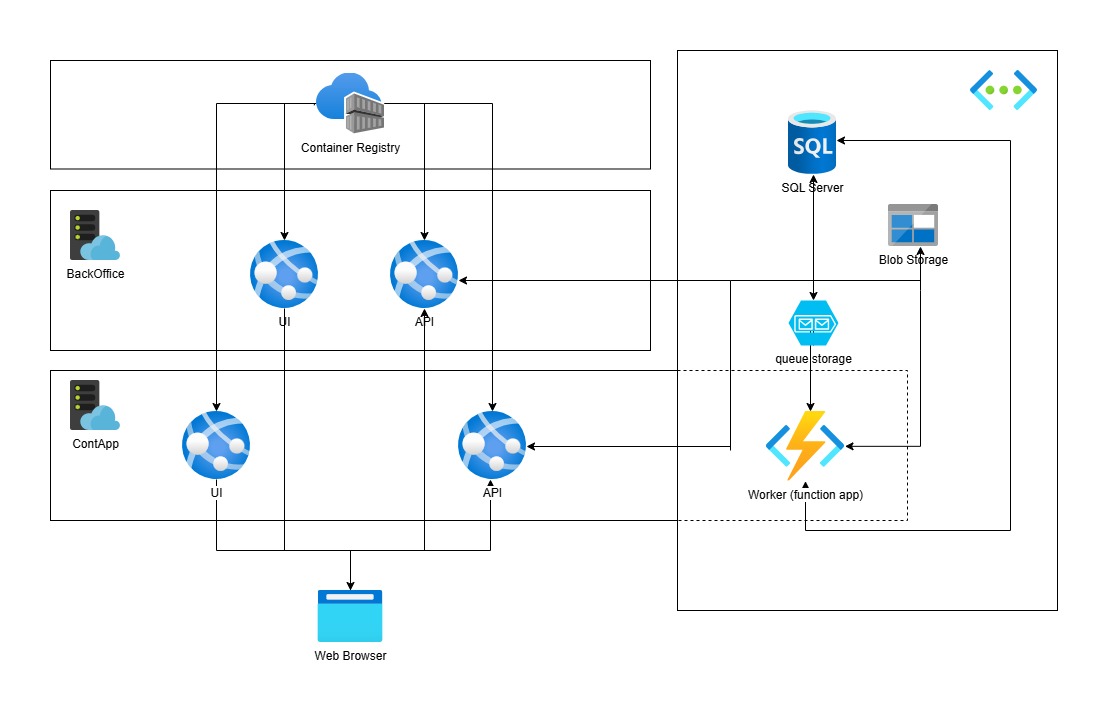 Container Registry
SQL
SQL Server
BackOffice
Blob Storage
UI
API
queue storage
ContApp
UI
API
Worker (function app)
Web Browser